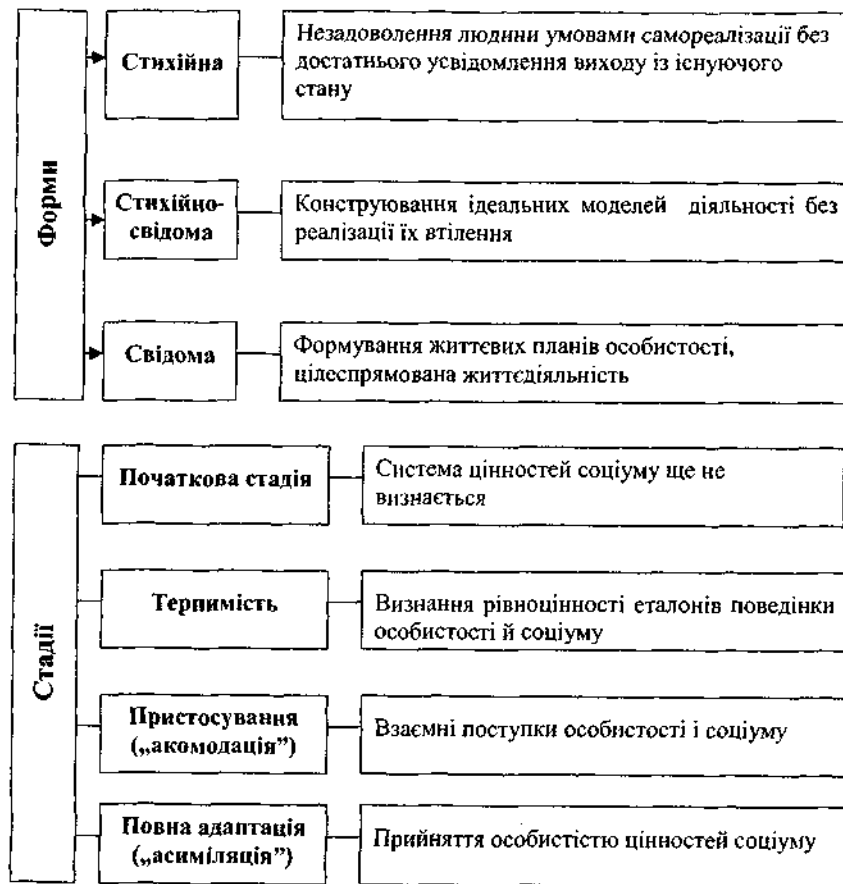 Форми
Стихійна
Незадоволення людини умовами самореалізації без
достатнього усвідомлення виходу із існуючого
стану
Стихійно-
свідома
Конструювання ідеальних моделей діяльності без
реалізації їх втілення
Свідома
Формування життєвих планів особистості,
цілеспрямована життєдіяльність
Стадії
Початкова стадія
Система цінностей соціуму ще не
визнається
Терпимість
Визнання рівноцінності еталонів поведінки
особистості й соціуму
Пристосування
(„акомодація”)
Взаємні поступки особистості і соціуму
Повна адаптація
(„асиміляція”)
Прийняття особистістю цінностей соціуму